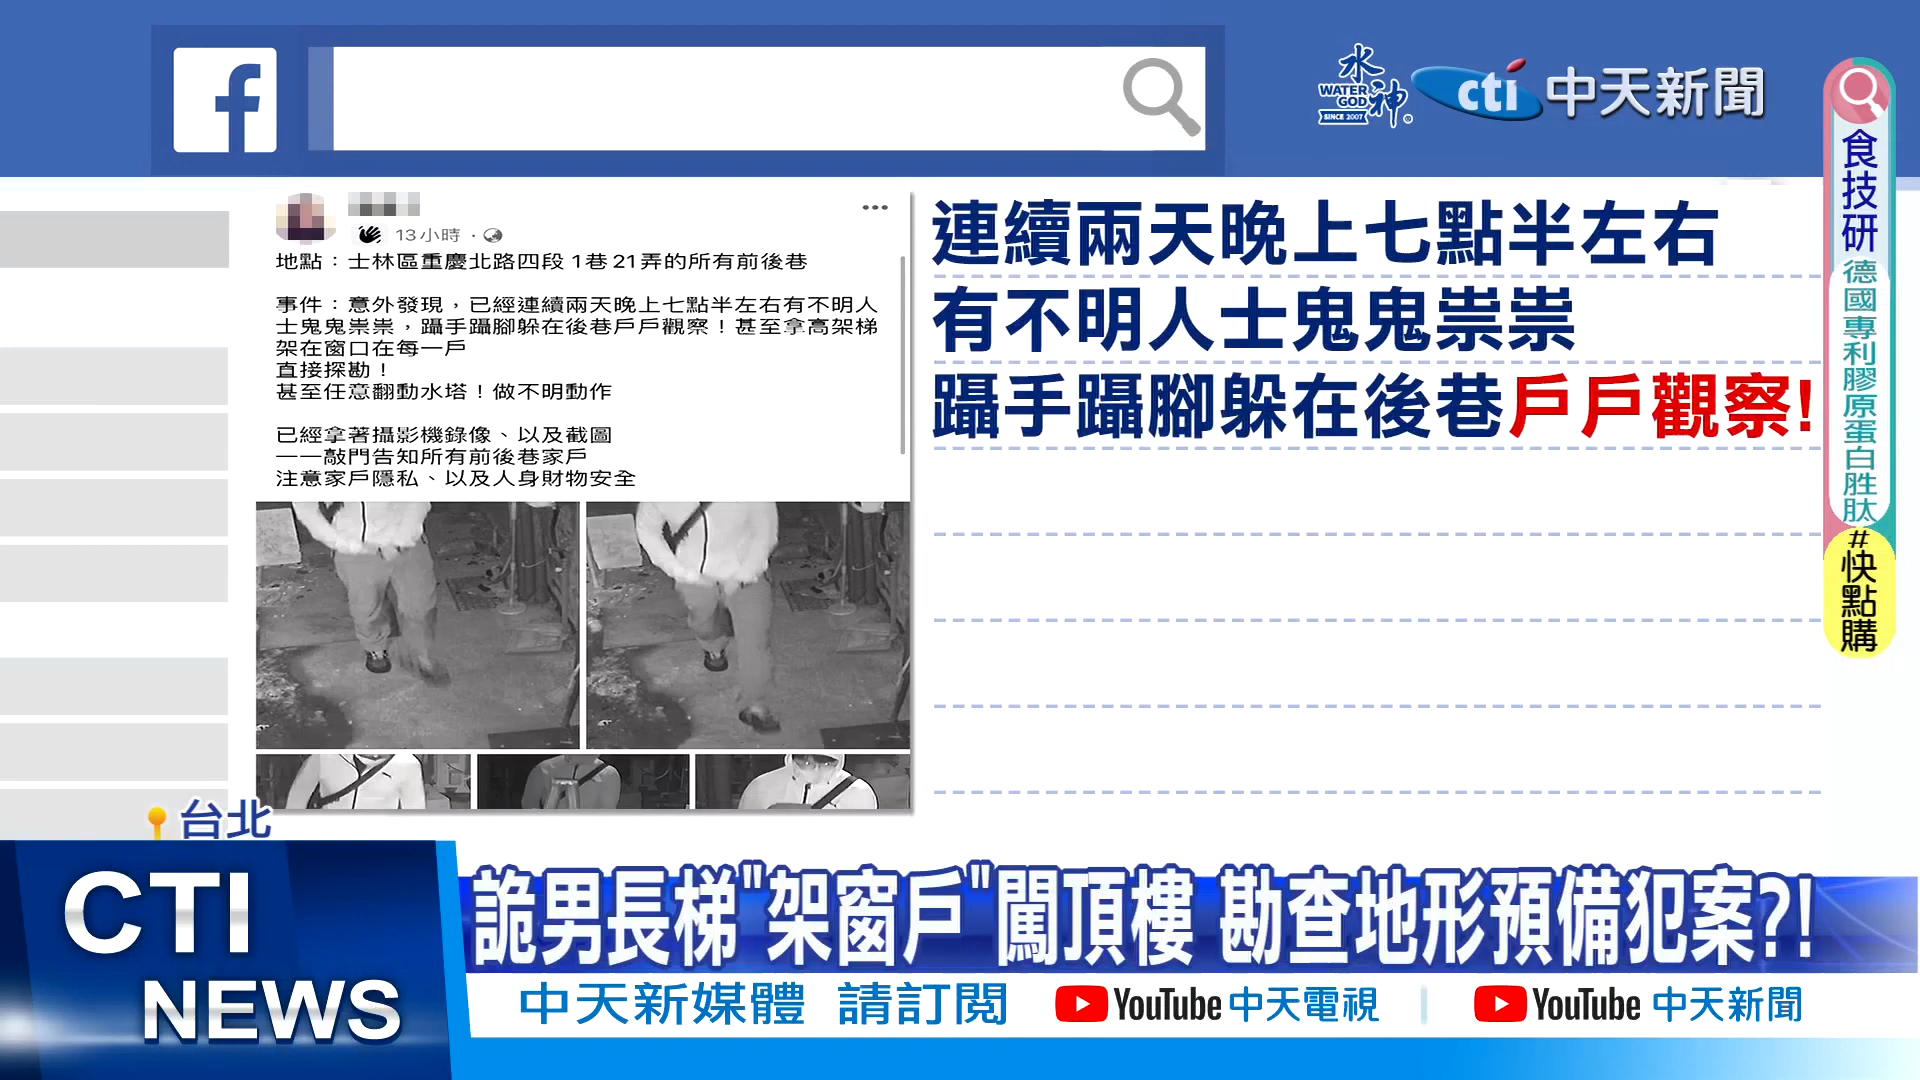 f
水神
WATER GOD
SINCE 2007
cti 中天新聞
13小時
地點：士林區重慶北路四段1巷21弄的所有前後巷
事件：意外發現，已經連續兩天晚上七點半左右有不明人
士鬼鬼祟祟，躡手躡腳躲在後巷戶戶觀察！甚至拿高架梯
架在窗口在每一戶
直接探勘！
甚至任意翻動水塔！做不明動作
已經拿著攝影機錄像、以及截圖
一一敲門告知所有前後巷家戶
注意家戶隱私、以及人身財物安全
連續兩天晚上七點半左右
有不明人士鬼鬼祟祟
躡手躡腳躲在後巷戶戶觀察!
食技研
德國專利膠原蛋白胜肽
#快點購
台北
CTI
NEWS
詭男長梯"架窗戶"闖頂樓 勘查地形預備犯案?!
中天新媒體 請訂閱 YouTube 中天電視 | YouTube 中天新聞